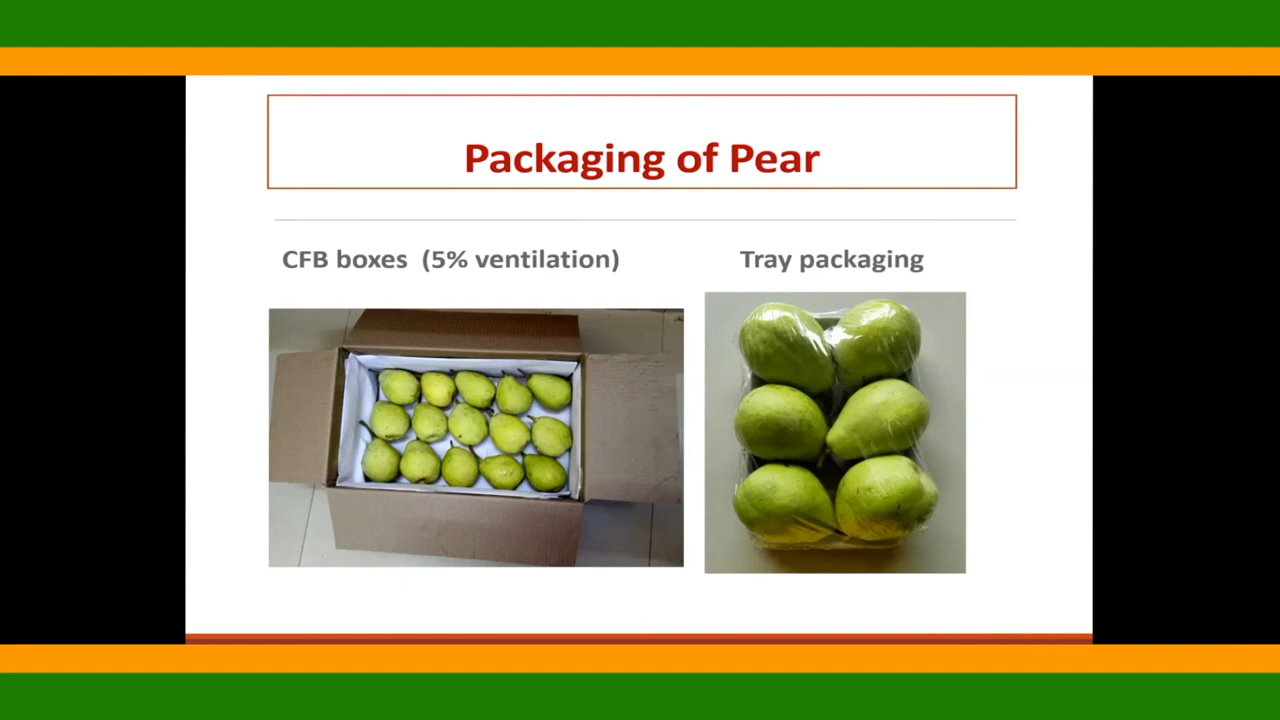 Packaging of Pear
CFB boxes (5% ventilation)
Tray packaging